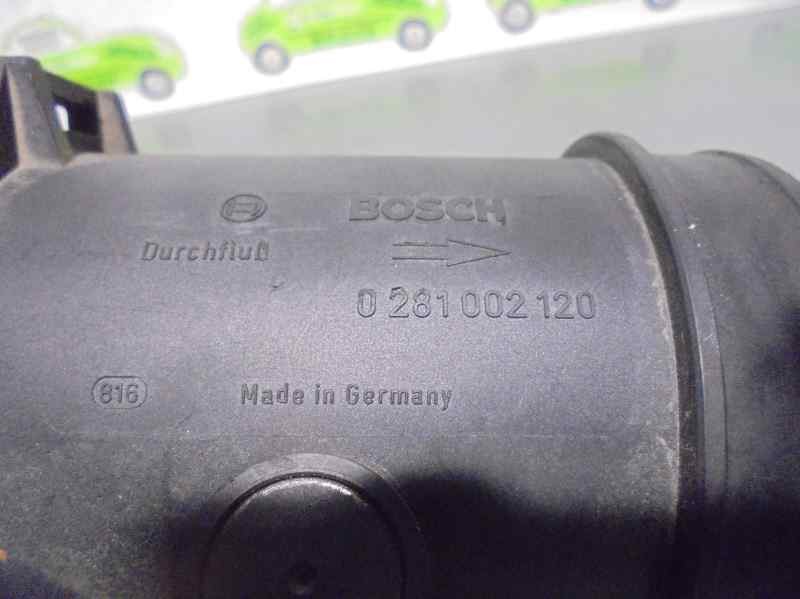 BOSCH
Durchfluß
0 281 002 120
816
Made in Germany